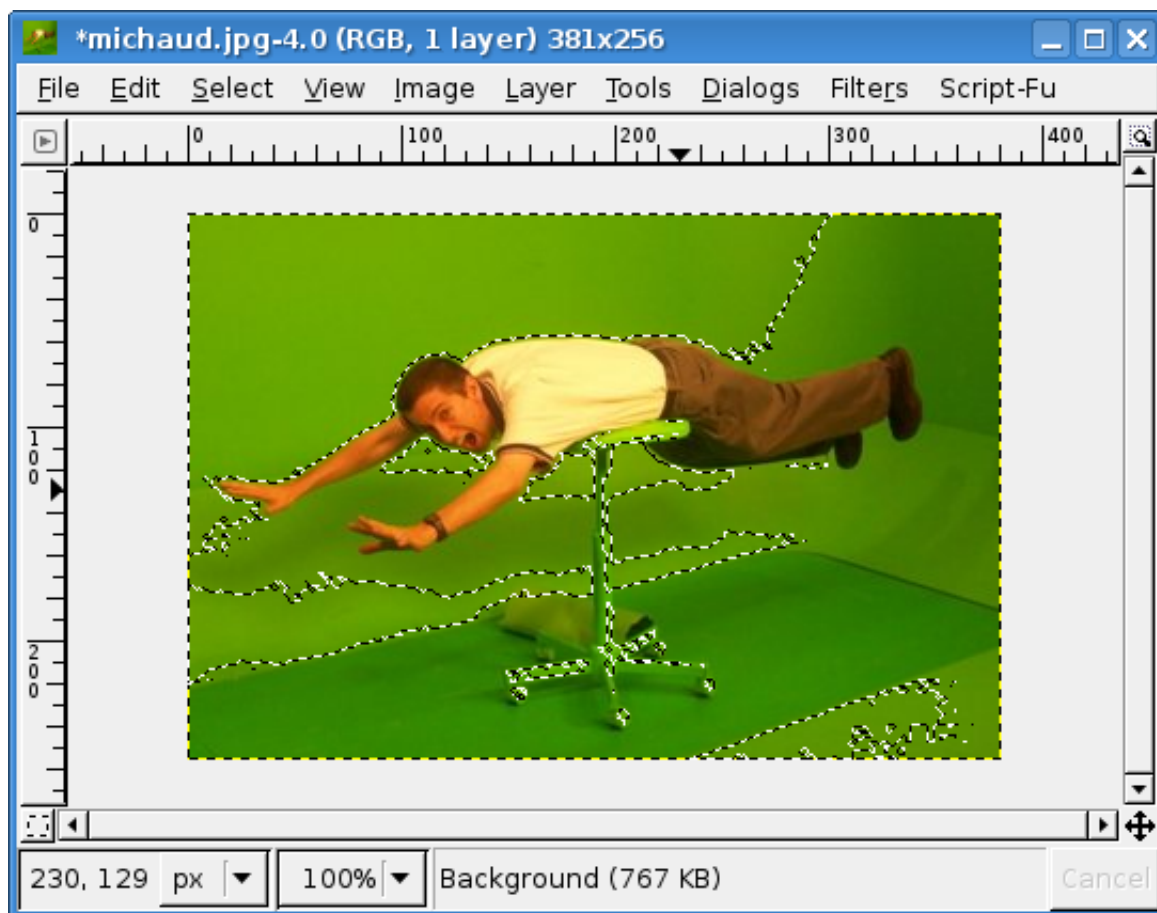 *michaud.jpg-4.0 (RGB, 1 layer) 381x256
File Edit Select View Image Layer Tools Dialogs Filters Script-Fu
0 100 200 300 400
0
100
200
230, 129 px 100% Background (767 KB) Cancel